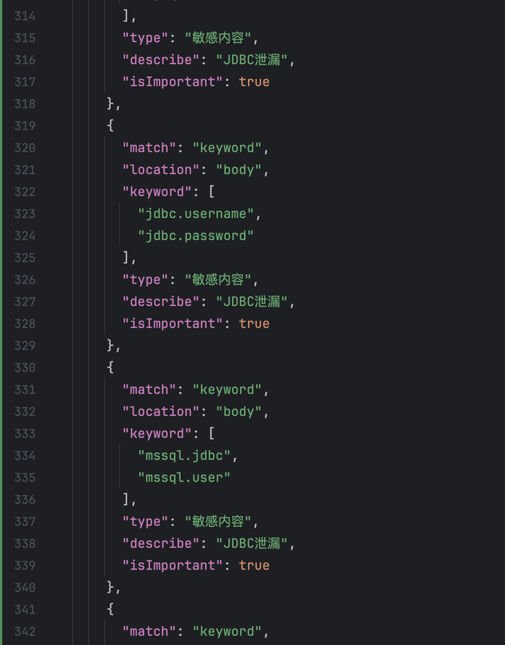 314 ],
315 "type": "敏感内容",
316 "describe": "JDBC泄漏",
317 "isImportant": true
318 },
319 {
320 "match": "keyword",
321 "location": "body",
322 "keyword": [
323 "jdbc.username",
324 "jdbc.password"
325 ],
326 "type": "敏感内容",
327 "describe": "JDBC泄漏",
328 "isImportant": true
329 },
330 {
331 "match": "keyword",
332 "location": "body",
333 "keyword": [
334 "mssql.jdbc",
335 "mssql.user"
336 ],
337 "type": "敏感内容",
338 "describe": "JDBC泄漏",
339 "isImportant": true
340 },
341 {
342 "match": "keyword",